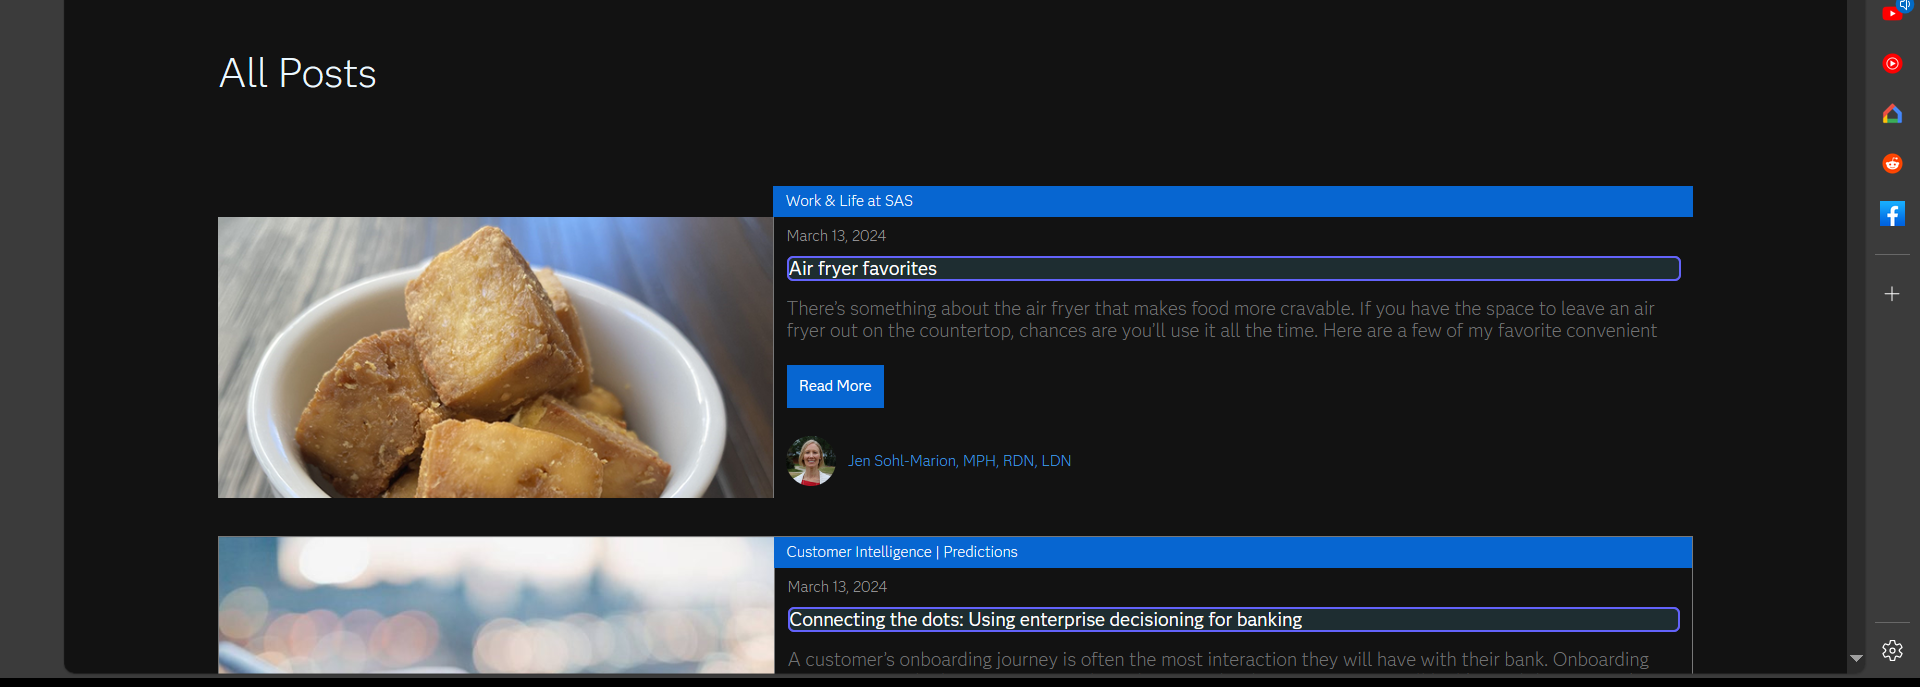 All Posts
Work & Life at SAS
March 13, 2024
Air fryer favorites
There's something about the air fryer that makes food more cravable. If you have the space to leave an air
fryer out on the countertop, chances are you'll use it all the time. Here are a few of my favorite convenient
Read More
Jen Sohl-Marion, MPH, RDN, LDN
Customer Intelligence | Predictions
March 13, 2024
Connecting the dots: Using enterprise decisioning for banking
A customer's onboarding journey is often the most interaction they will have with their bank. Onboarding